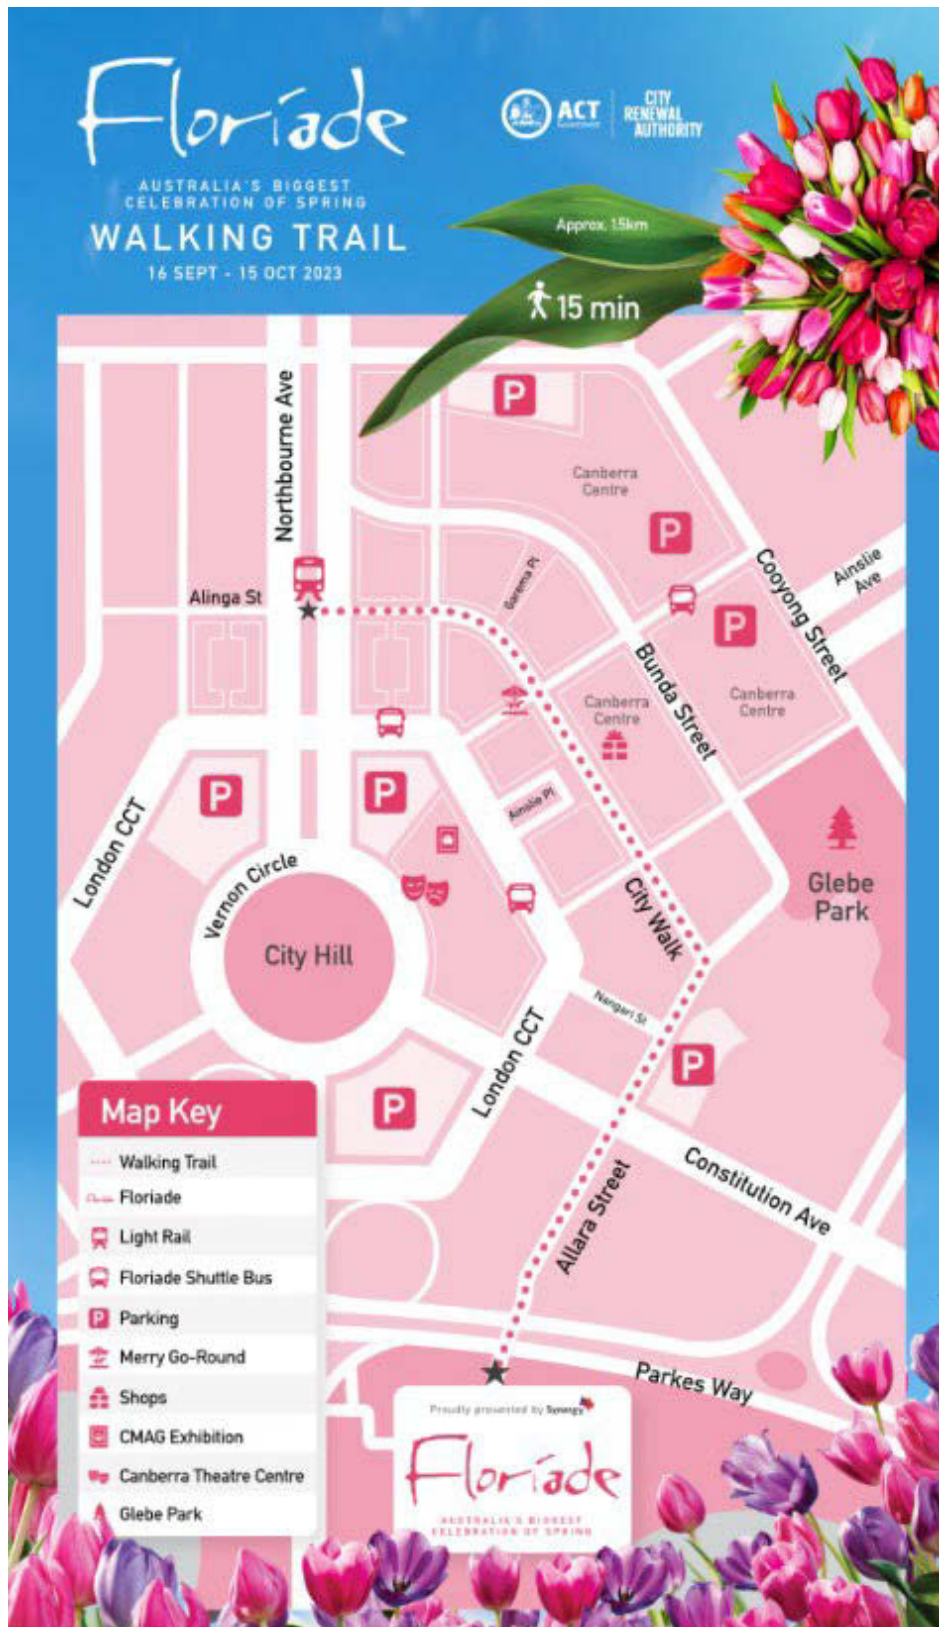 Floriade
AUSTRALIA'S BIGGEST
CELEBRATION OF SPRING
WALKING TRAIL
16 SEPT - 15 OCT 2023
ACT
CITY
RENEWAL
AUTHORITY
Approx. 1.5km
15 min
Northbourne Ave
P
Canberra
Centre
P
Garema Pl
Alinga St
Cooyong Street
Ainslie
Ave
P
Bunda Street
Canberra
Centre
Canberra
Centre
P
P
Ainslie Pl
London CCT
Vernon Circle
City Hill
City Walk
Glebe
Park
Nangari St
London CCT
P
P
Constitution Ave
Allara Street
Parkes Way
Map Key
Walking Trail
Floriade
Light Rail
Floriade Shuttle Bus
P Parking
Merry Go-Round
Shops
CMAG Exhibition
Canberra Theatre Centre
Glebe Park
Proudly presented by Synergy
Floriade
AUSTRALIA'S BIGGEST
CELEBRATION OF SPRING